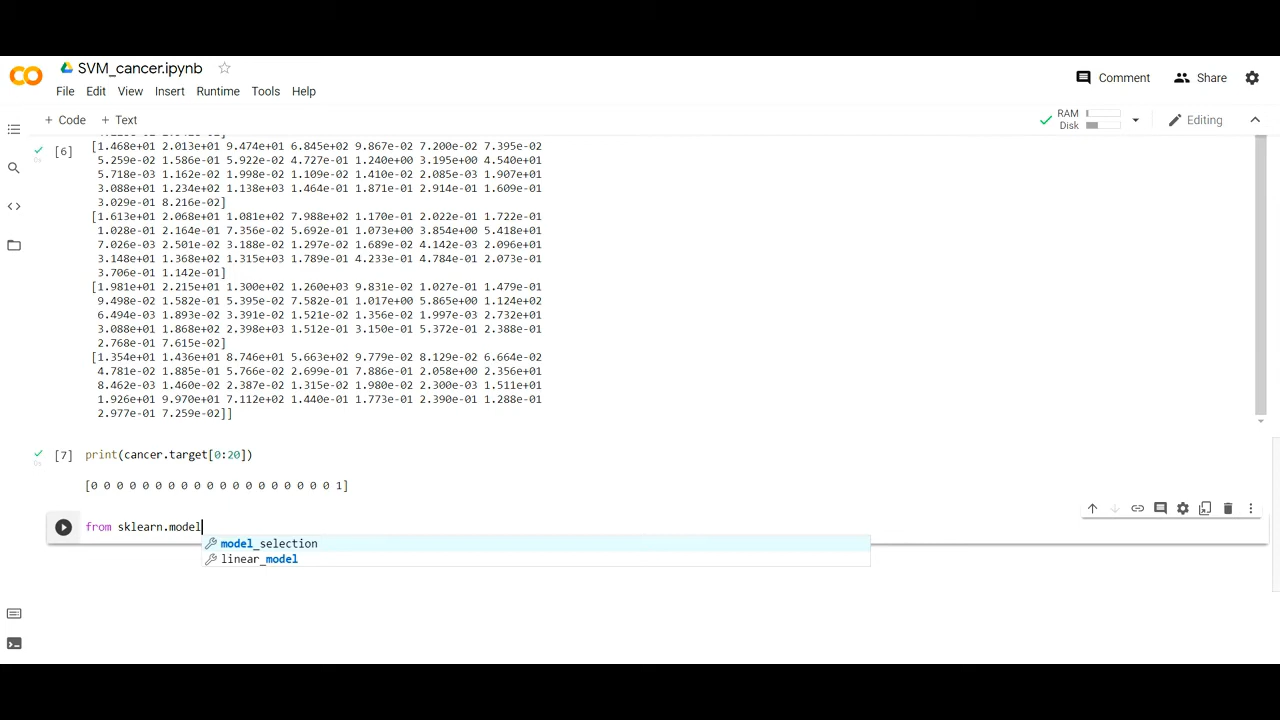 SVM_cancer.ipynb
File Edit View Insert Runtime Tools Help
Comment Share
+ Code + Text
RAM
Disk
Editing
[6]
[1.468e+01 2.013e+01 9.474e+01 6.845e+02 9.867e-02 7.200e-02 7.395e-02
5.259e-02 1.586e-01 5.922e-02 4.727e-01 1.240e+00 3.195e+00 4.540e+01
5.718e-03 1.162e-02 1.998e-02 1.109e-02 1.410e-02 2.085e-03 1.907e+01
3.088e+01 1.234e+02 1.138e+03 1.464e-01 1.871e-01 2.914e-01 1.609e-01
3.029e-01 8.216e-02]
[1.613e+01 2.068e+01 1.081e+02 7.988e+02 1.170e-01 2.022e-01 1.722e-01
1.028e-01 2.164e-01 7.356e-02 5.692e-01 1.073e+00 3.854e+00 5.418e+01
7.026e-03 2.501e-02 3.188e-02 1.297e-02 1.689e-02 4.142e-03 2.096e+01
3.148e+01 1.368e+02 1.315e+03 1.789e-01 4.233e-01 4.784e-01 2.073e-01
3.706e-01 1.142e-01]
[1.981e+01 2.215e+01 1.300e+02 1.260e+03 9.831e-02 1.027e-01 1.479e-01
9.498e-02 1.582e-01 5.395e-02 7.582e-01 1.017e+00 5.865e+00 1.124e+02
6.494e-03 1.893e-02 3.391e-02 1.521e-02 1.356e-02 1.997e-03 2.732e+01
3.088e+01 1.868e+02 2.398e+03 1.512e-01 3.150e-01 5.372e-01 2.388e-01
2.768e-01 7.615e-02]
[1.354e+01 1.436e+01 8.746e+01 5.663e+02 9.779e-02 8.129e-02 6.664e-02
4.781e-02 1.885e-01 5.766e-02 2.699e-01 7.886e-01 2.058e+00 2.356e+01
8.462e-03 1.460e-02 2.387e-02 1.315e-02 1.980e-02 2.300e-03 1.511e+01
1.926e+01 9.970e+01 7.112e+02 1.440e-01 1.773e-01 2.390e-01 1.288e-01
2.977e-01 7.259e-02]]
[7] print(cancer.target[0:20])
[0 0 0 0 0 0 0 0 0 0 0 0 0 0 0 0 0 0 0 1]
from sklearn.model
model_selection
linear_model